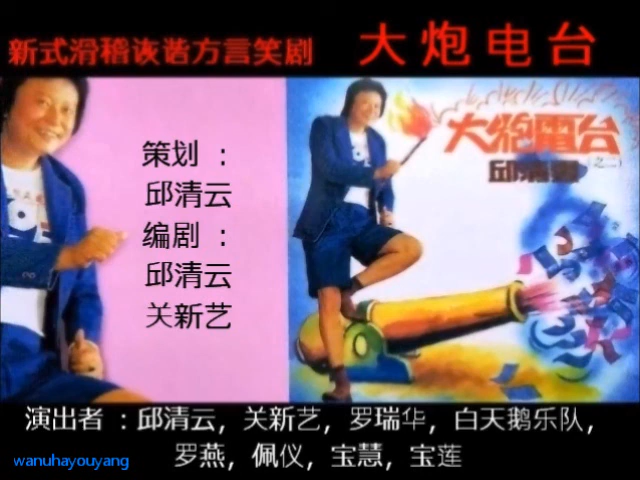 新式滑稽诙谐方言笑剧 大炮电台
策划 :
邱清云
编剧 :
邱清云
关新艺
大炮電台
(之二)
邱清雲
演出者 : 邱清云, 关新艺, 罗瑞华, 白天鹅乐队,
罗燕, 佩仪, 宝慧, 宝莲
wanuhayouyang